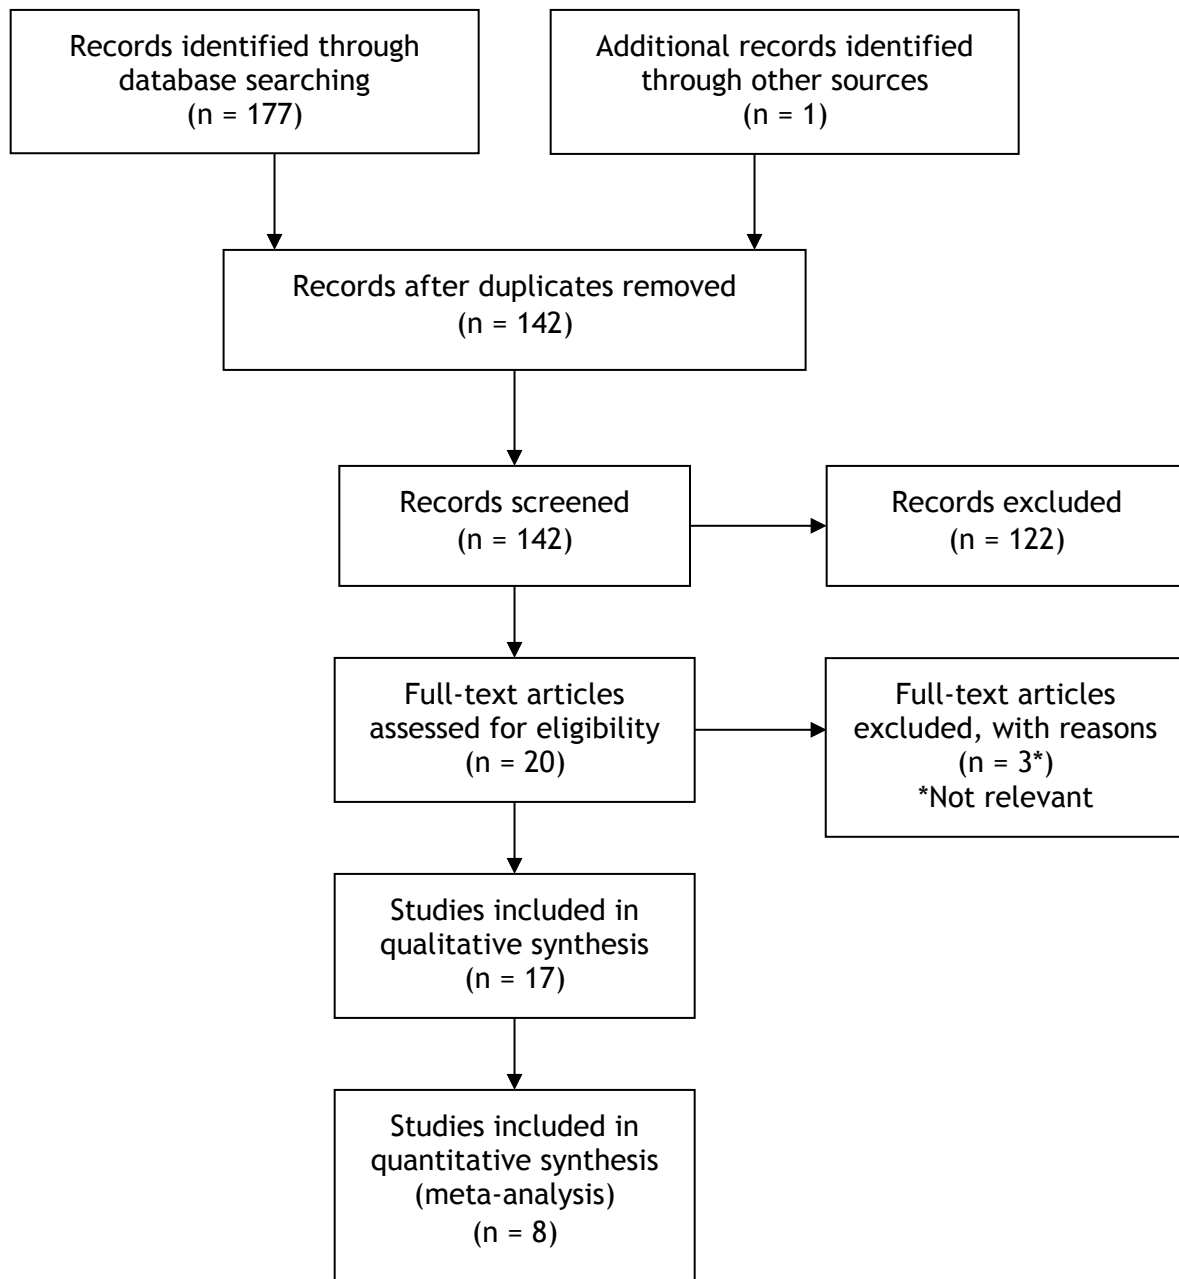 Records identified through
database searching
(n = 177)
Additional records identified
through other sources
(n = 1)
Records after duplicates removed
(n = 142)
Records screened
(n = 142)
Records excluded
(n = 122)
Full-text articles
assessed for eligibility
(n = 20)
Full-text articles
excluded, with reasons
(n = 3*)
*Not relevant
Studies included in
qualitative synthesis
(n = 17)
Studies included in
quantitative synthesis
(meta-analysis)
(n = 8)